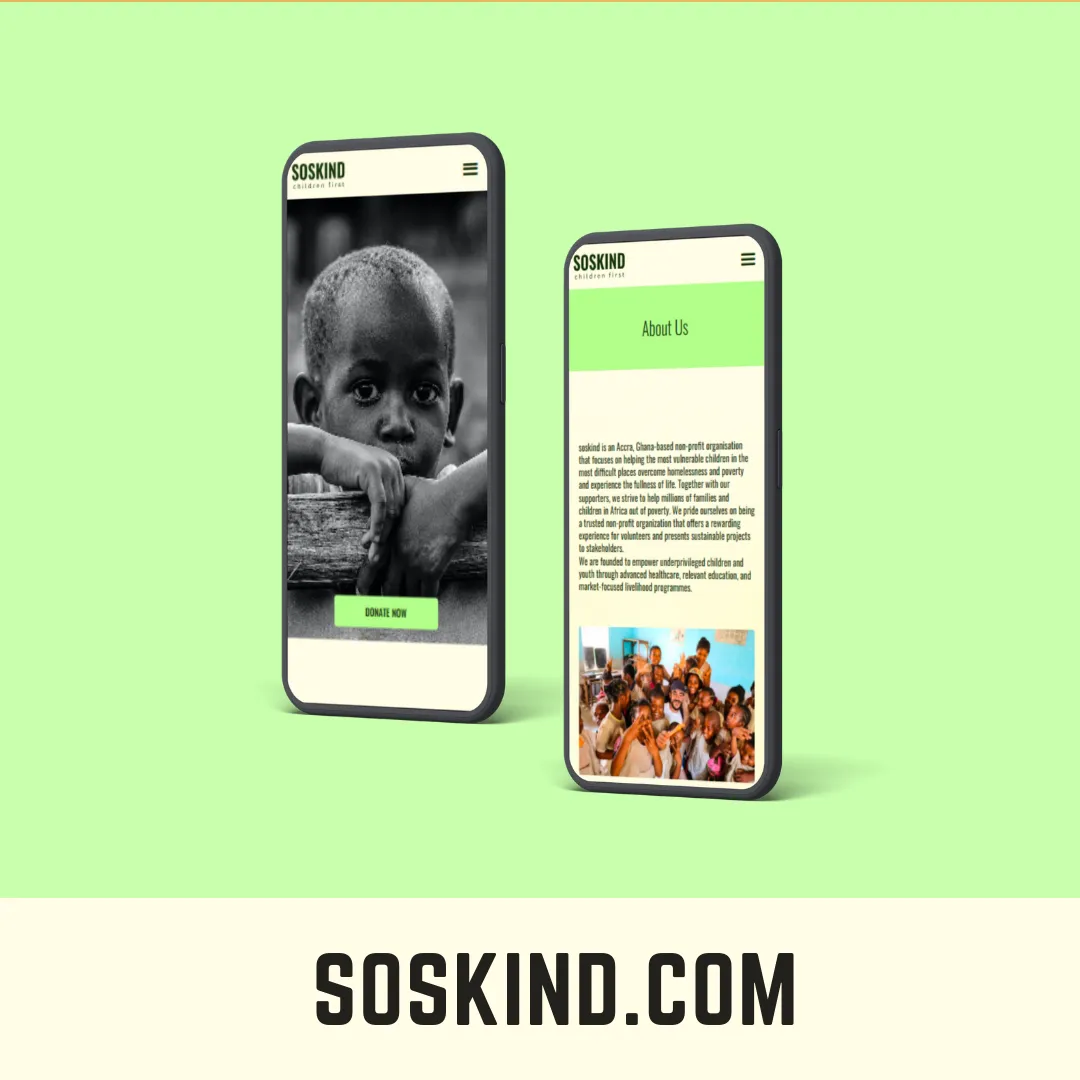 SOSKIND
children first
DONATE NOW
SOSKIND
children first
About Us
soskind is an Accra, Ghana-based non-profit organisation
that focuses on helping the most vulnerable children in the
most difficult places overcome homelessness and poverty
and experience the fullness of life. Together with our
supporters, we strive to help millions of families and
children in Africa out of poverty. We pride ourselves on being
a trusted non-profit organization that offers a rewarding
experience for volunteers and presents sustainable projects
to stakeholders.
We are founded to empower underprivileged children and
youth through advanced healthcare, relevant education, and
market-focused livelihood programmes.
SOSKIND.COM